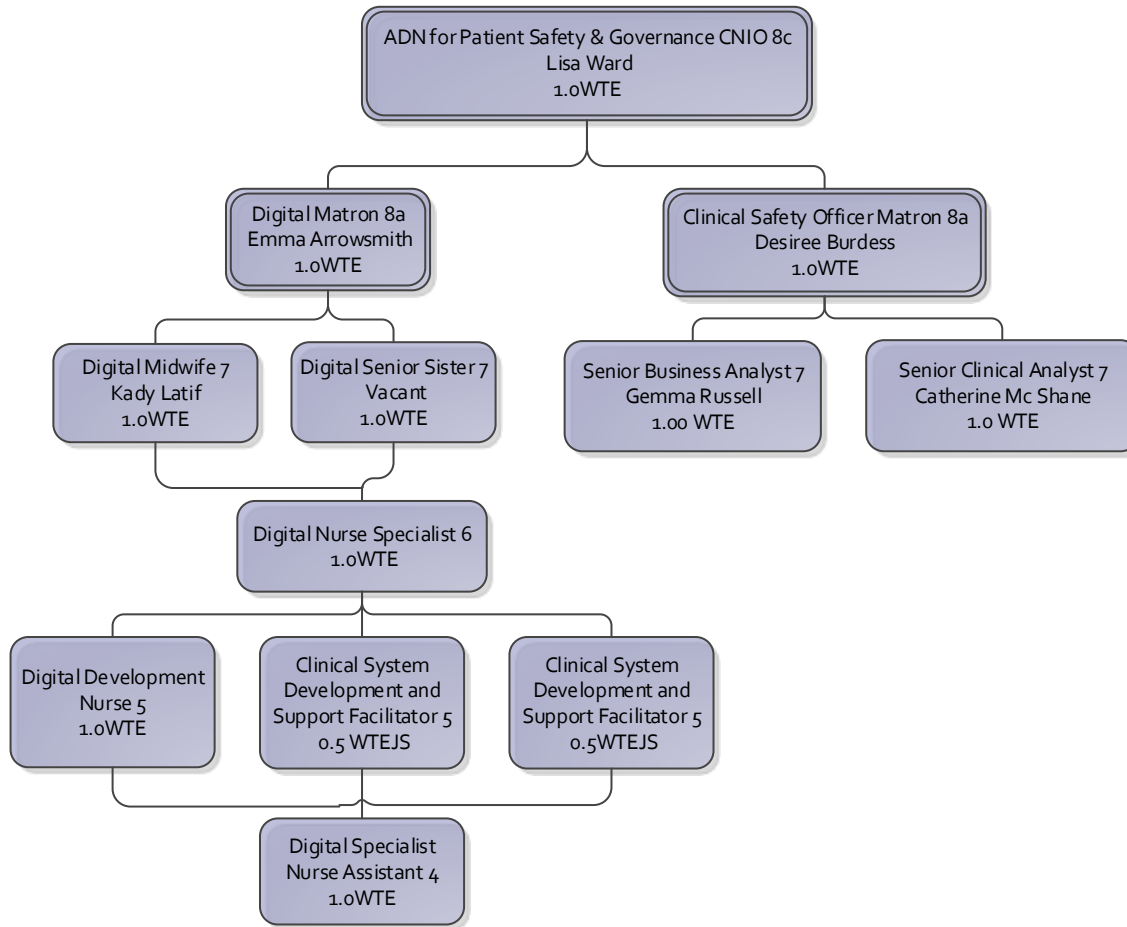 ADN for Patient Safety & Governance CNIO 8c
Lisa Ward
1.0WTE
Digital Matron 8a
Emma Arrowsmith
1.0WTE
Clinical Safety Officer Matron 8a
Desiree Burdess
1.0WTE
Digital Midwife 7
Kady Latif
1.0WTE
Digital Senior Sister 7
Vacant
1.0WTE
Senior Business Analyst 7
Gemma Russell
1.00 WTE
Senior Clinical Analyst 7
Catherine Mc Shane
1.0 WTE
Digital Nurse Specialist 6
1.0WTE
Digital Development
Nurse 5
1.0WTE
Clinical System
Development and
Support Facilitator 5
0.5 WTEJS
Clinical System
Development and
Support Facilitator 5
0.5WTEJS
Digital Specialist
Nurse Assistant 4
1.0WTE